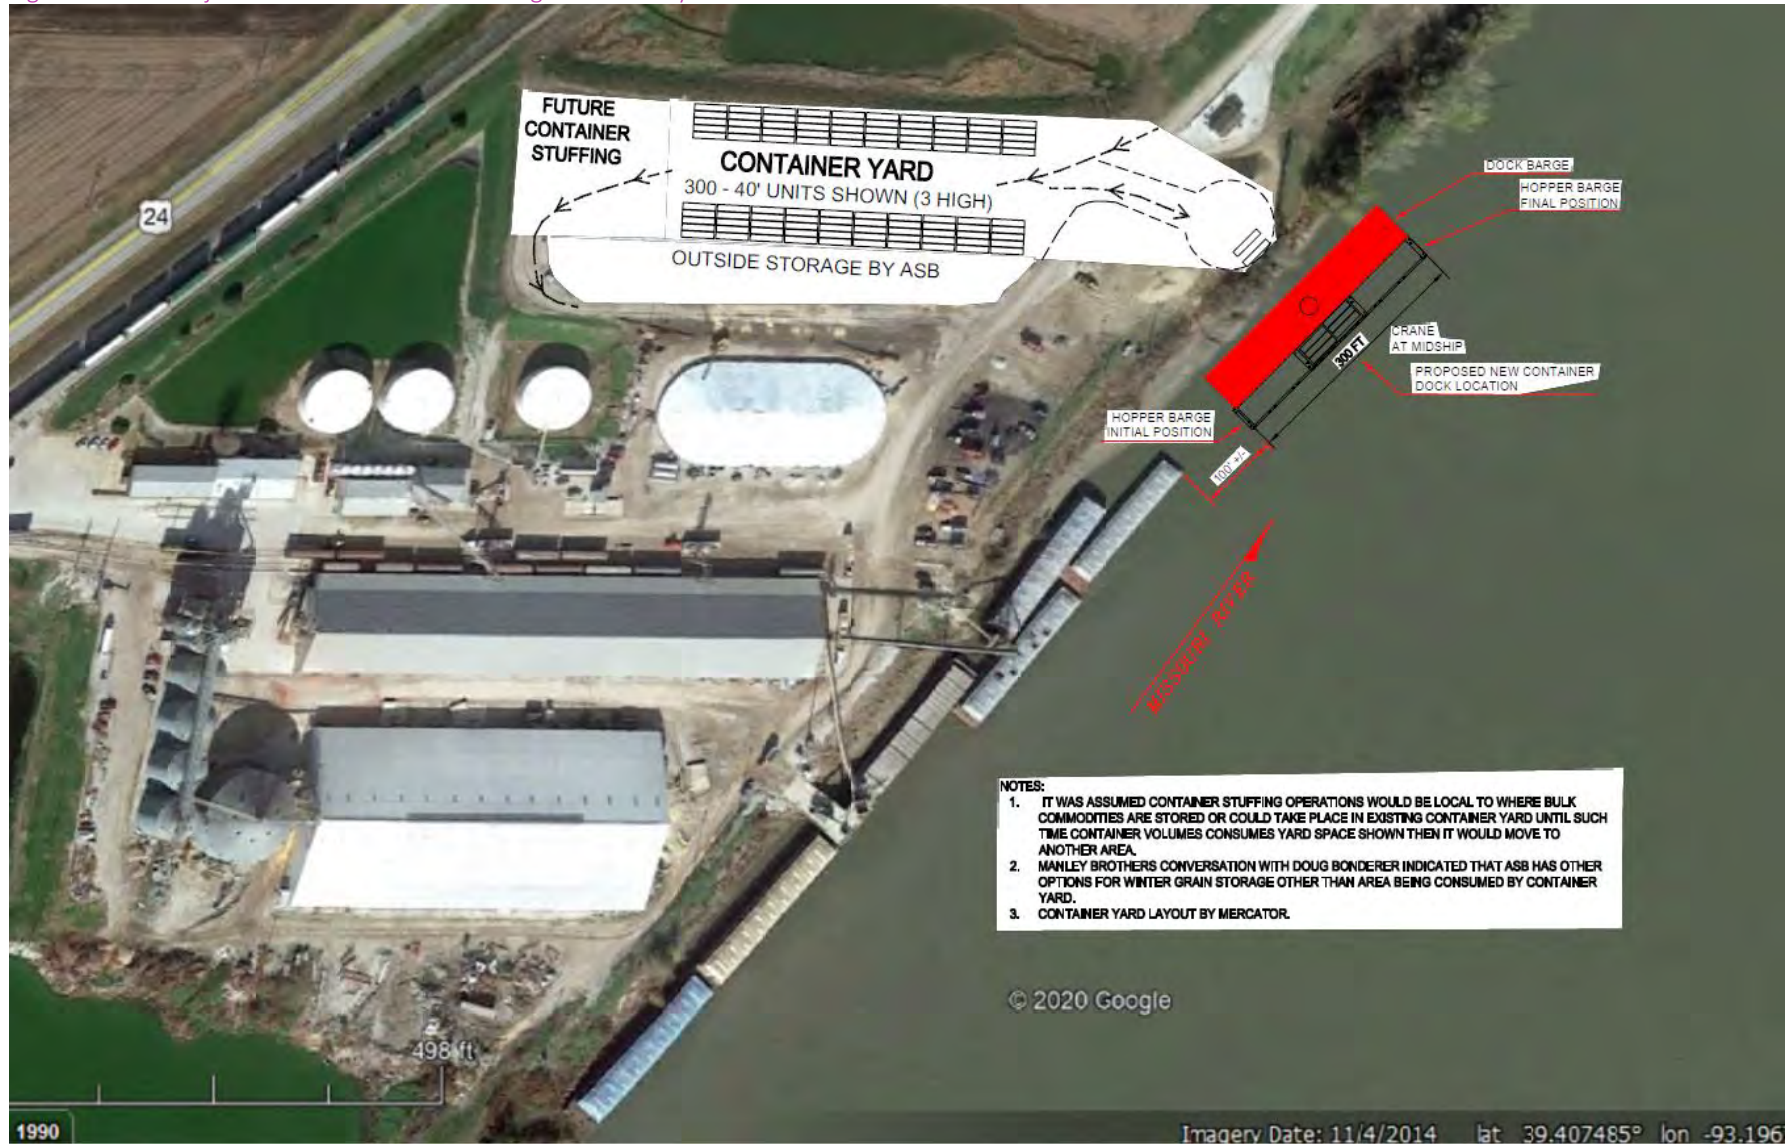 FUTURE
CONTAINER
STUFFING
CONTAINER YARD
300 - 40' UNITS SHOWN (3 HIGH)
OUTSIDE STORAGE BY ASB
24
DOCK BARGE
HOPPER BARGE
FINAL POSITION
CRANE
AT MIDSHIP
300 FT
PROPOSED NEW CONTAINER
DOCK LOCATION
HOPPER BARGE
INITIAL POSITION
100' +/-
MISSOURI RIVER
NOTES:
1. IT WAS ASSUMED CONTAINER STUFFING OPERATIONS WOULD BE LOCAL TO WHERE BULK
COMMODITIES ARE STORED OR COULD TAKE PLACE IN EXISTING CONTAINER YARD UNTIL SUCH
TIME CONTAINER VOLUMES CONSUMES YARD SPACE SHOWN THEN IT WOULD MOVE TO
ANOTHER AREA.
2. MANLEY BROTHERS CONVERSATION WITH DOUG BONDERER INDICATED THAT ASB HAS OTHER
OPTIONS FOR WINTER GRAIN STORAGE OTHER THAN AREA BEING CONSUMED BY CONTAINER
YARD.
3. CONTAINER YARD LAYOUT BY MERCATOR.
© 2020 Google
498 ft
1990
Imagery Date: 11/4/2014 lat 39.407485° lon -93.196